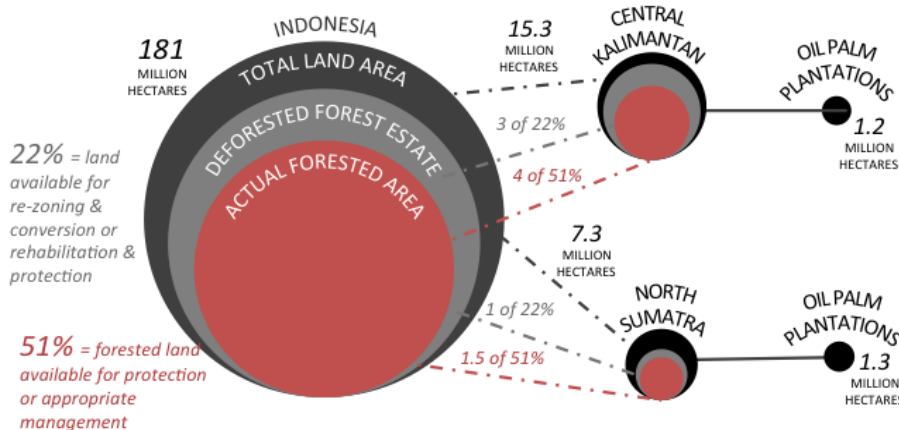 INDONESIA
181
MILLION
HECTARES
TOTAL LAND AREA
DEFORESTED FOREST ESTATE
ACTUAL FORESTED AREA
22% = land
available for
re-zoning &
conversion or
rehabilitation &
protection
51% = forested land
available for protection
or appropriate
management
15.3
MILLION
HECTARES
3 of 22%
4 of 51%
CENTRAL
KALIMANTAN
OIL PALM
PLANTATIONS
1.2
MILLION
HECTARES
7.3
MILLION
HECTARES
1 of 22%
1.5 of 51%
NORTH
SUMATRA
OIL PALM
PLANTATIONS
1.3
MILLION
HECTARES